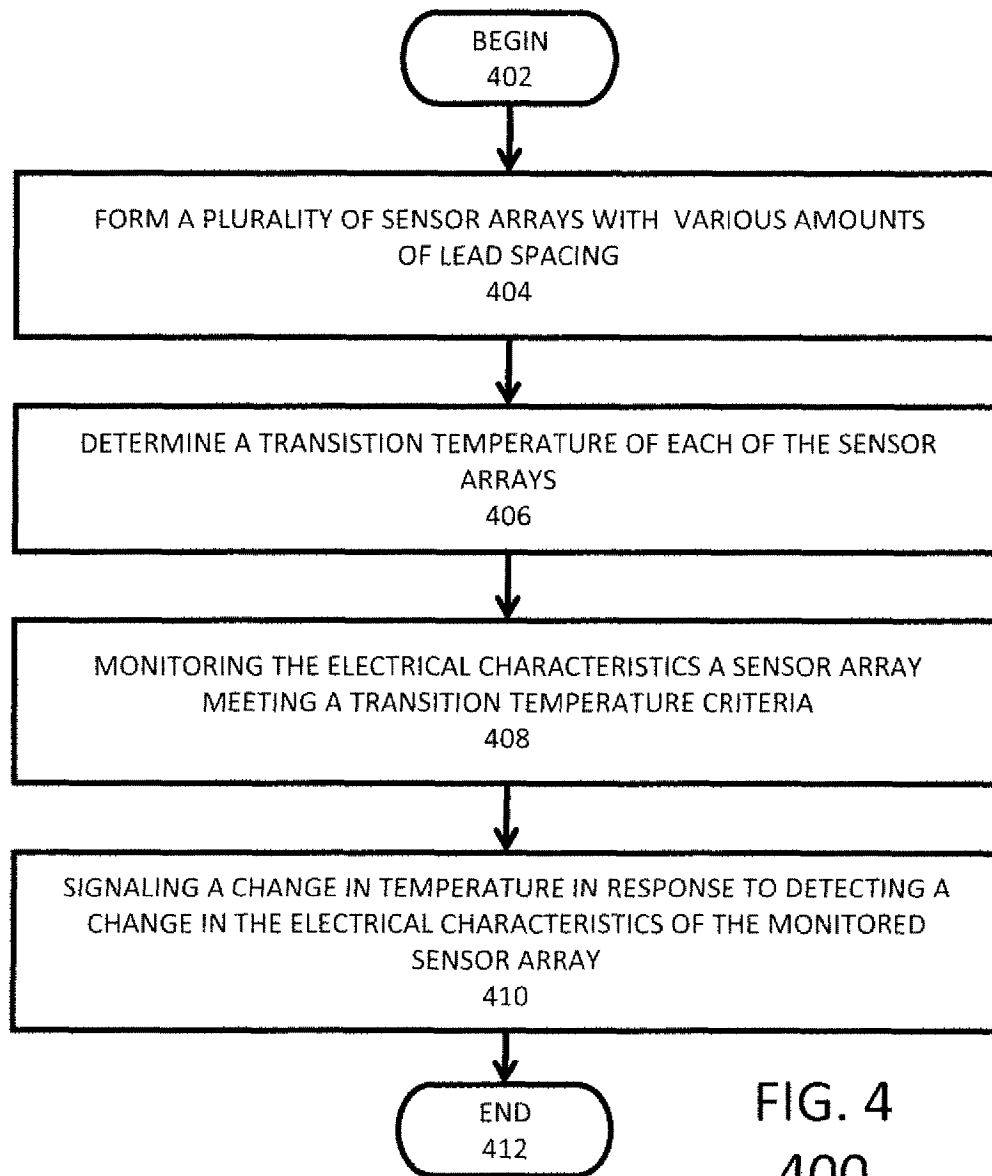 BEGIN
402
FORM A PLURALITY OF SENSOR ARRAYS WITH VARIOUS AMOUNTS
OF LEAD SPACING
404
DETERMINE A TRANSISTION TEMPERATURE OF EACH OF THE SENSOR
ARRAYS
406
MONITORING THE ELECTRICAL CHARACTERISTICS A SENSOR ARRAY
MEETING A TRANSITION TEMPERATURE CRITERIA
408
SIGNALING A CHANGE IN TEMPERATURE IN RESPONSE TO DETECTING A
CHANGE IN THE ELECTRICAL CHARACTERISTICS OF THE MONITORED
SENSOR ARRAY
410
END
412
FIG. 4
400